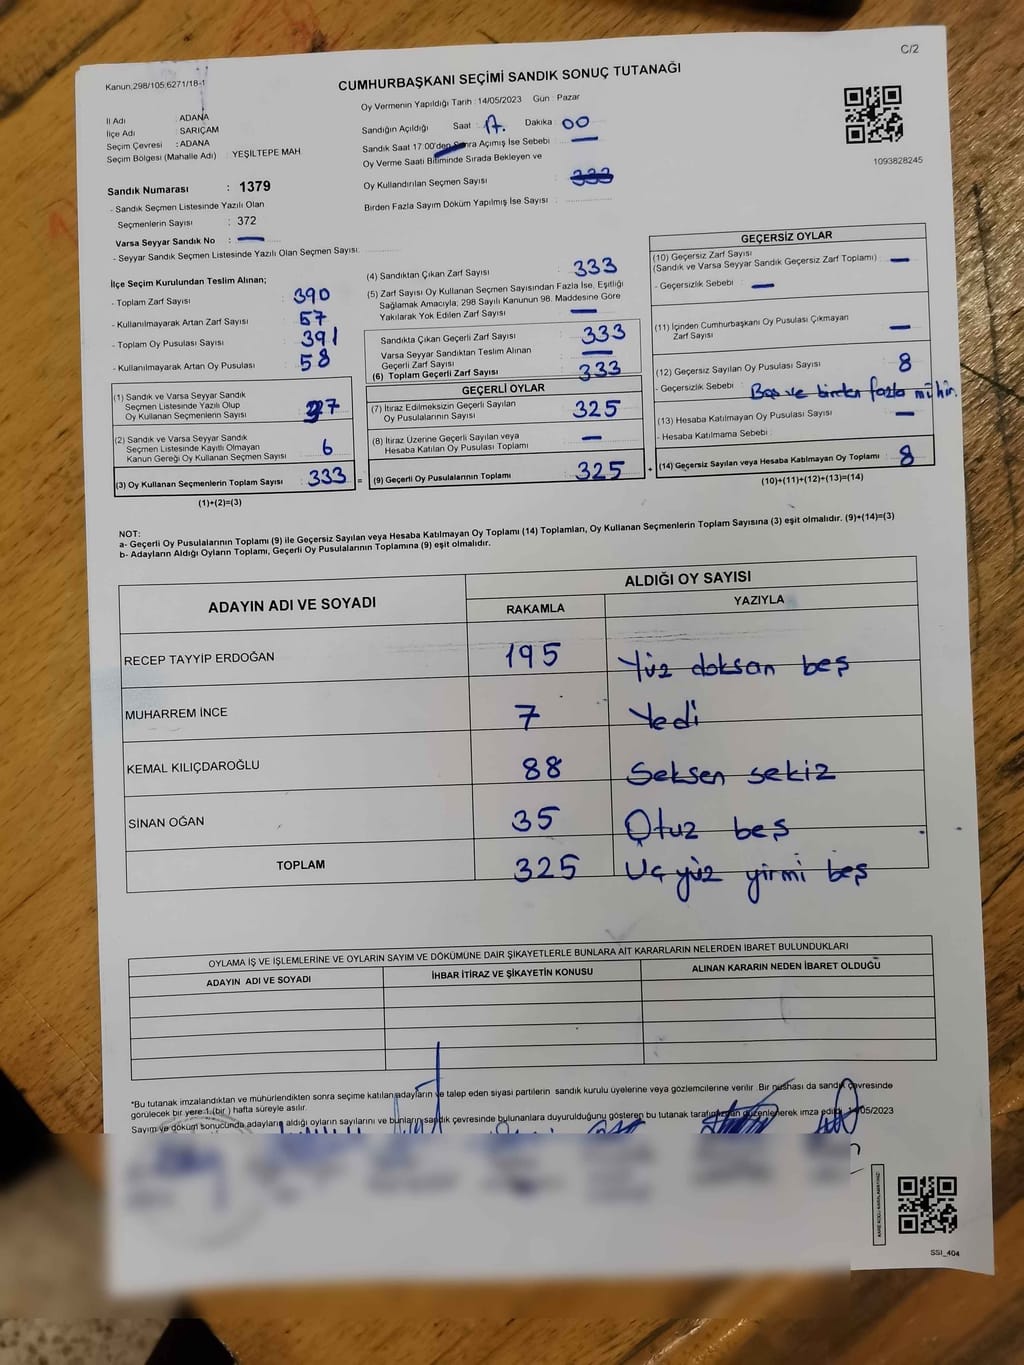 C/2
Kanun,298/105;6271/18-1
CUMHURBAŞKANI SEÇİMİ SANDIK SONUÇ TUTANAĞI
Oy Vermenin Yapıldığı Tarih : 14/05/2023 Gün : Pazar
İl Adı : ADANA
İlçe Adı : SARIÇAM
Seçim Çevresi : ADANA
Seçim Bölgesi (Mahalle Adı) : YEŞİLTEPE MAH
Sandık Numarası : 1379
- Sandık Seçmen Listesinde Yazılı Olan
Seçmenlerin Sayısı : 372
Varsa Seyyar Sandık No : —
- Seyyar Sandık Seçmen Listesinde Yazılı Olan Seçmen Sayısı
Sandığın Açıldığı Saat : 17. Dakika : 00
Sandık Saat 17:00'den Sonra Açımış İse Sebebi : —
Oy Verme Saati Bitiminde Sırada Bekleyen ve
Oy Kullandırılan Seçmen Sayısı : 333
Birden Fazla Sayım Döküm Yapılmış İse Sayısı :
1093828245
İlçe Seçim Kurulundan Teslim Alınan;
- Toplam Zarf Sayısı : 390
- Kullanılmayarak Artan Zarf Sayısı : 57
- Toplam Oy Pusulası Sayısı : 391
- Kullanılmayarak Artan Oy Pusulası : 58
(1) Sandık ve Varsa Seyyar Sandık
Seçmen Listesinde Yazılı Olup
Oy Kullanan Seçmenlerin Sayısı :
(2) Sandık ve Varsa Seyyar Sandık
Seçmen Listesinde Kayıtlı Olmayan
Kanun Gereği Oy Kullanan Seçmen Sayısı : 6
(3) Oy Kullanan Seçmenlerin Toplam Sayısı : 333
(1)+(2)=(3)
(4) Sandıktan Çıkan Zarf Sayısı : 333
(5) Zarf Sayısı Oy Kullanan Seçmen Sayısından Fazla İse, Eşitliği
Sağlamak Amacıyla; 298 Sayılı Kanunun 98. Maddesine Göre
Yakılarak Yok Edilen Zarf Sayısı : —
Sandıkta Çıkan Geçerli Zarf Sayısı : 333
Varsa Seyyar Sandıktan Teslim Alınan
Geçerli Zarf Sayısı : —
(6) Toplam Geçerli Zarf Sayısı : 333
GEÇERLİ OYLAR
(7) İtiraz Edilmeksizin Geçerli Sayılan
Oy Pusulalarının Sayısı : 325
(8) İtiraz Üzerine Geçerli Sayılan veya
Hesaba Katılan Oy Pusulası Toplamı : —
(9) Geçerli Oy Pusulalarının Toplamı : 325
GEÇERSİZ OYLAR
(10) Geçersiz Zarf Sayısı
(Sandık ve Varsa Seyyar Sandık Geçersiz Zarf Toplamı) : —
- Geçersizlik Sebebi : —
(11) İçinden Cumhurbaşkanı Oy Pusulası Çıkmayan
Zarf Sayısı : —
(12) Geçersiz Sayılan Oy Pusulası Sayısı : 8
- Geçersizlik Sebebi : Boş ve birden fazla mühür.
(13) Hesaba Katılmayan Oy Pusulası Sayısı : —
- Hesaba Katılmama Sebebi :
(14) Geçersiz Sayılan veya Hesaba Katılmayan Oy Toplamı : 8
(10)+(11)+(12)+(13)=(14)
NOT:
a- Geçerli Oy Pusulalarının Toplamı (9) ile Geçersiz Sayılan veya Hesaba Katılmayan Oy Toplamı (14) Toplamları, Oy Kullanan Seçmenlerin Toplam Sayısına (3) eşit olmalıdır. (9)+(14)=(3)
b- Adayların Aldığı Oyların Toplamı, Geçerli Oy Pusulalarının Toplamına (9) eşit olmalıdır.
ADAYIN ADI VE SOYADI
ALDIĞI OY SAYISI
RAKAMLA YAZIYLA
RECEP TAYYİP ERDOĞAN 195 Yüz doksan beş
MUHARREM İNCE 7 Yedi
KEMAL KILIÇDAROĞLU 88 Seksen sekiz
SİNAN OĞAN 35 Otuz beş
TOPLAM 325 Üç yüz yirmi beş
OYLAMA İŞ VE İŞLEMLERİNE VE OYLARIN SAYIM VE DÖKÜMÜNE DAİR ŞİKAYETLERLE BUNLARA AİT KARARLARIN NELERDEN İBARET BULUNDUKLARI
ADAYIN ADI VE SOYADI İHBAR İTİRAZ VE ŞİKAYETİN KONUSU ALINAN KARARIN NEDEN İBARET OLDUĞU
*Bu tutanak imzalandıktan ve mühürlendikten sonra seçime katılan adayların ve talep eden siyasi partilerin sandık kurulu üyelerine veya gözlemcilerine verilir. Bir nüshası da sandık çevresinde
görülecek bir yere 1 (bir) hafta süreyle asılır.
Sayım ve döküm sonucunda adayların aldığı oyların sayılarını ve bunların sandık çevresinde bulunanlara duyurulduğunu gösteren bu tutanak tarafımızdan düzenlenerek imza edildi. 14/05/2023
SSİ_404